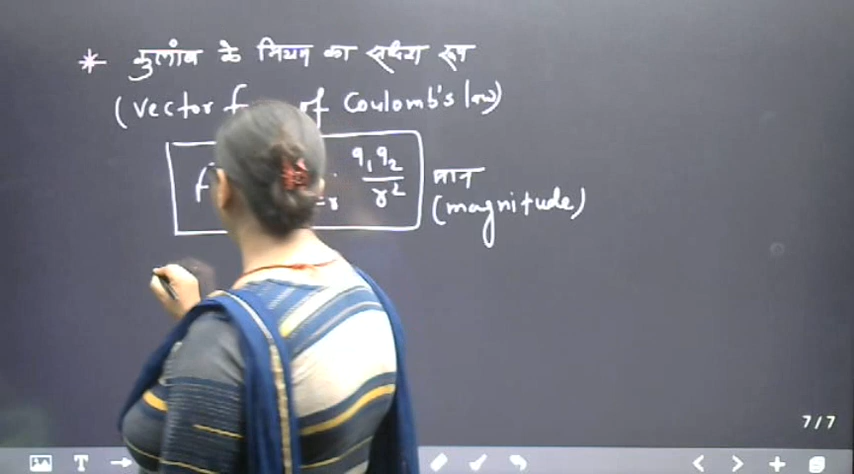 * कुलांब के नियम का सदिश रूप
(Vector f of Coulomb's law)
F q₁q₂ / r² मान
(magnitude)
7/7